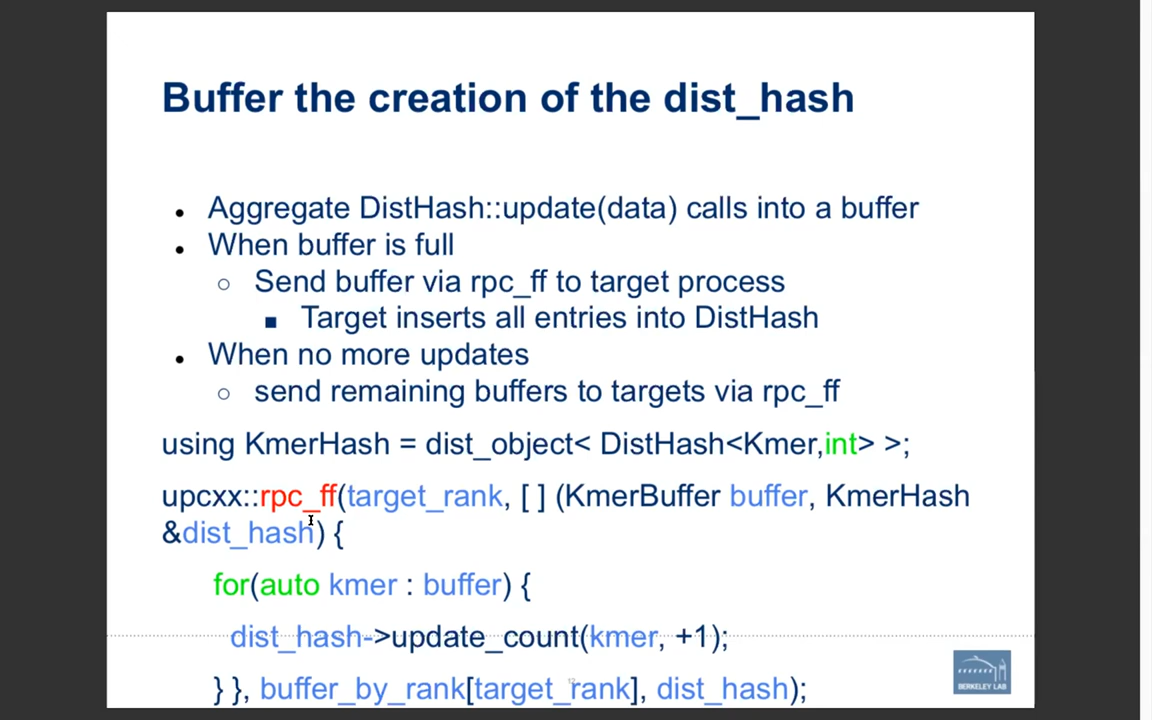 Buffer the creation of the dist_hash
• Aggregate DistHash::update(data) calls into a buffer
• When buffer is full
○ Send buffer via rpc_ff to target process
■ Target inserts all entries into DistHash
• When no more updates
○ send remaining buffers to targets via rpc_ff
using KmerHash = dist_object< DistHash<Kmer,int> >;
upcxx::rpc_ff(target_rank, [ ] (KmerBuffer buffer, KmerHash
&dist_hash) {
for(auto kmer : buffer) {
dist_hash->update_count(kmer, +1);
} }, buffer_by_rank[target_rank], dist_hash);
BERKELEY LAB